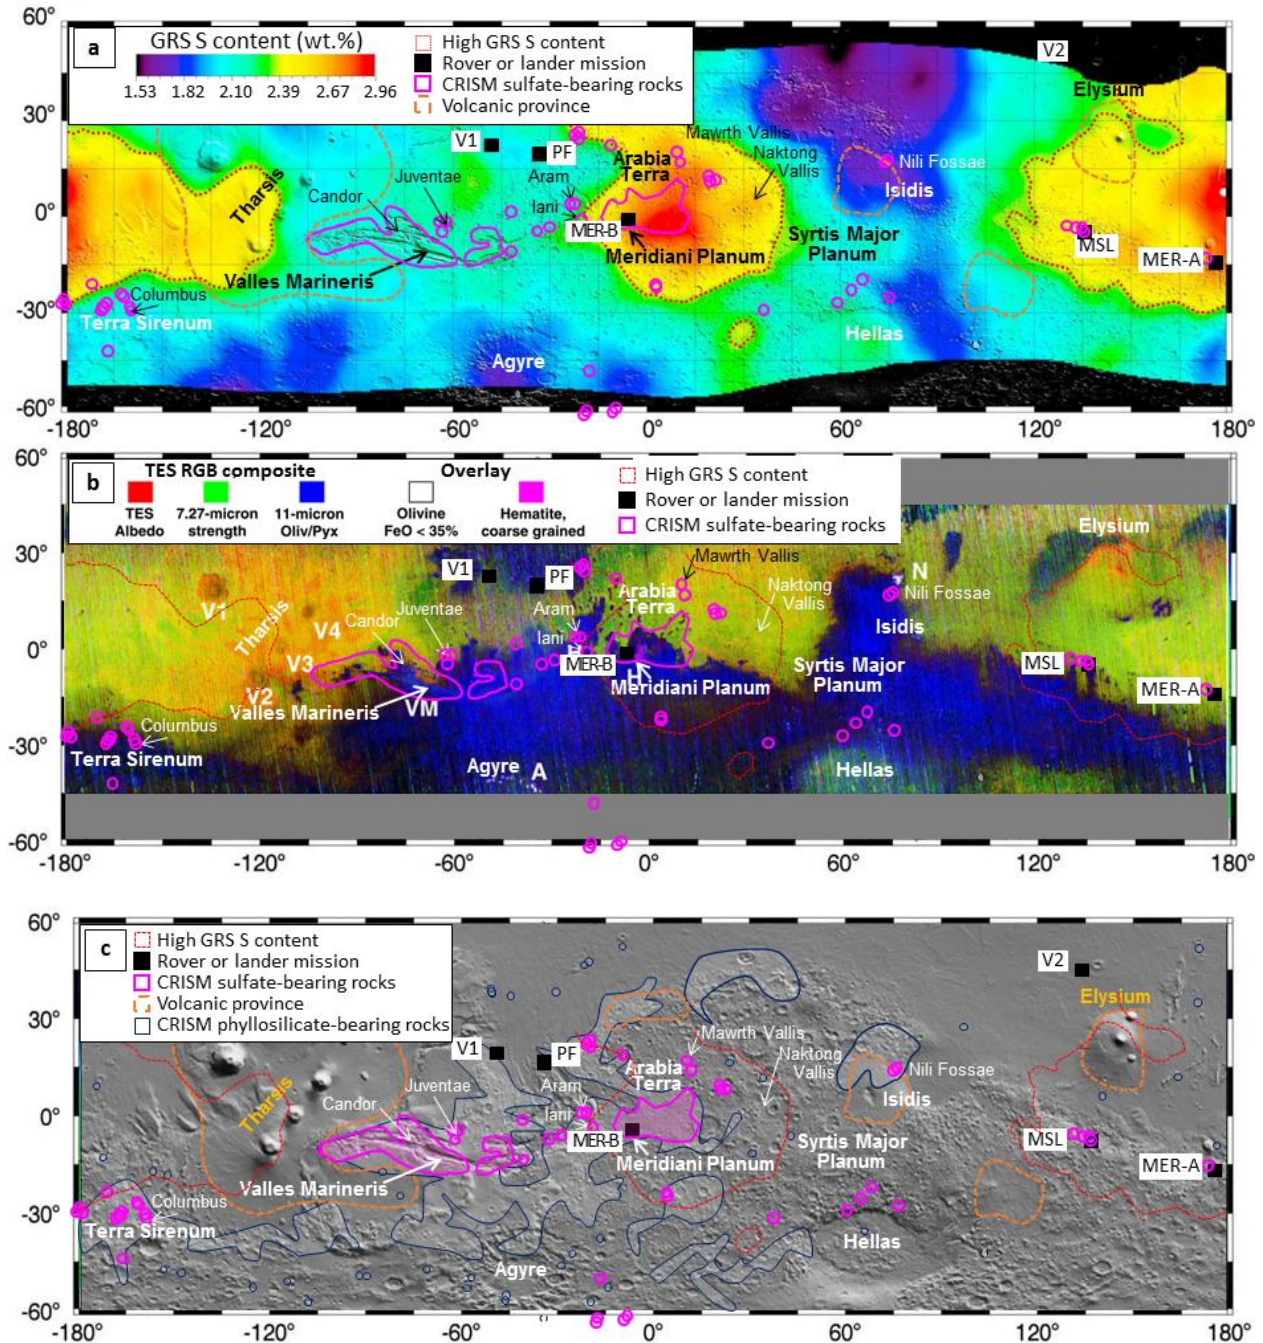 60°
a
GRS S content (wt.%)
1.53 1.82 2.10 2.39 2.67 2.96
High GRS S content
Rover or lander mission
CRISM sulfate-bearing rocks
Volcanic province
V2
Elysium
30°
V1
PF
Mawrth Vallis
Arabia
Terra
Naktong
Vallis
Nili Fossae
Isidis
Tharsis
Candor
Juventae
Aram
Iani
0°
MER-B
Meridiani Planum
Syrtis Major
Planum
MSL
MER-A
Valles Marineris
Columbus
Terra Sirenum
-30°
Agyre
Hellas
-60°
-180° -120° -60° 0° 60° 120° 180°
60°
b
TES RGB composite
Overlay
TES
Albedo
7.27-micron
strength
11-micron
Oliv/Pyx
Olivine
FeO < 35%
Hematite,
coarse grained
High GRS S content
Rover or lander mission
CRISM sulfate-bearing rocks
Elysium
30°
V1
PF
Mawrth Vallis
Arabia
Terra
Naktong
Vallis
N
Nili Fossae
Isidis
V1
Tharsis
V4
Candor
Juventae
Aram
Iani
0°
V3
MER-B
H
Meridiani Planum
Syrtis Major
Planum
MSL
MER-A
V2
Valles Marineris
VM
Columbus
Terra Sirenum
-30°
Agyre
A
Hellas
-60°
-180° -120° -60° 0° 60° 120° 180°
60°
c
High GRS S content
Rover or lander mission
CRISM sulfate-bearing rocks
Volcanic province
CRISM phyllosilicate-bearing rocks
V2
Elysium
30°
V1
PF
Mawrth Vallis
Arabia
Terra
Naktong
Vallis
Nili Fossae
Isidis
Tharsis
Candor
Juventae
Aram
Iani
0°
MER-B
Meridiani Planum
Syrtis Major
Planum
MSL
MER-A
Valles Marineris
Columbus
Terra Sirenum
-30°
Agyre
Hellas
-60°
-180° -120° -60° 0° 60° 120° 180°